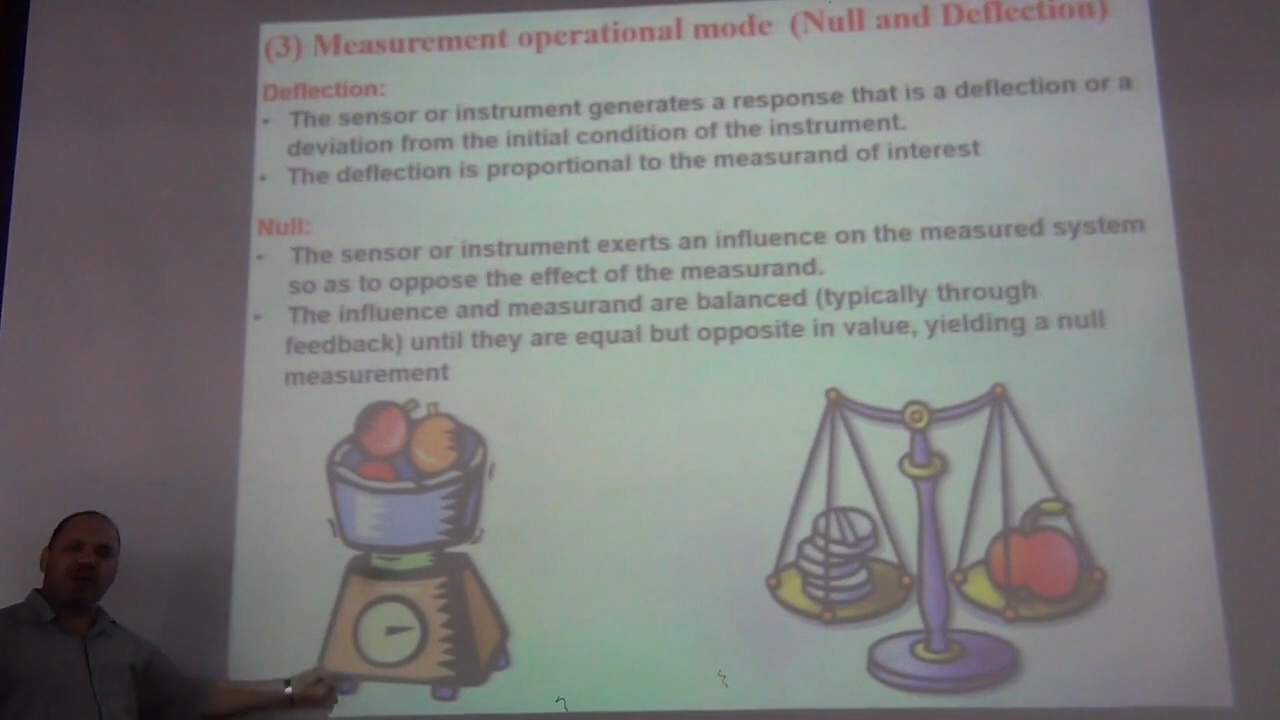 (3) Measurement operational mode (Null and Deflection)
Deflection:
• The sensor or instrument generates a response that is a deflection or a
deviation from the initial condition of the instrument.
• The deflection is proportional to the measurand of interest
Null:
• The sensor or instrument exerts an influence on the measured system
so as to oppose the effect of the measurand.
• The influence and measurand are balanced (typically through
feedback) until they are equal but opposite in value, yielding a null
measurement